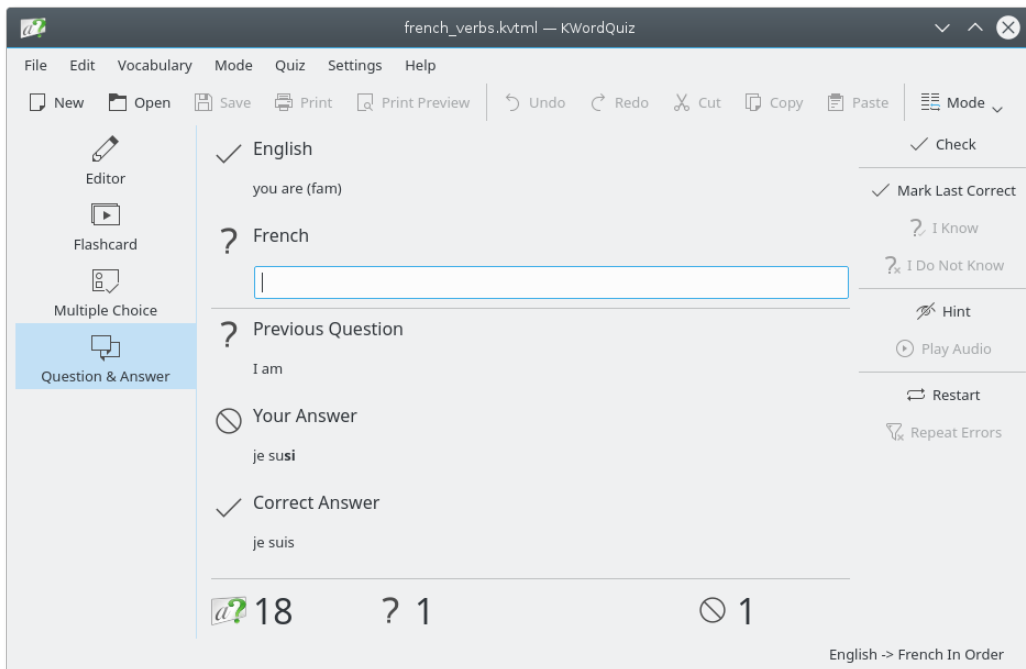 french_verbs.kvtml — KWordQuiz
File Edit Vocabulary Mode Quiz Settings Help
New Open Save Print Print Preview Undo Redo Cut Copy Paste Mode
Editor
Flashcard
Multiple Choice
Question & Answer
English
you are (fam)
French
Previous Question
I am
Your Answer
je susi
Correct Answer
je suis
18 ? 1 1
Check
Mark Last Correct
I Know
I Do Not Know
Hint
Play Audio
Restart
Repeat Errors
English -> French In Order